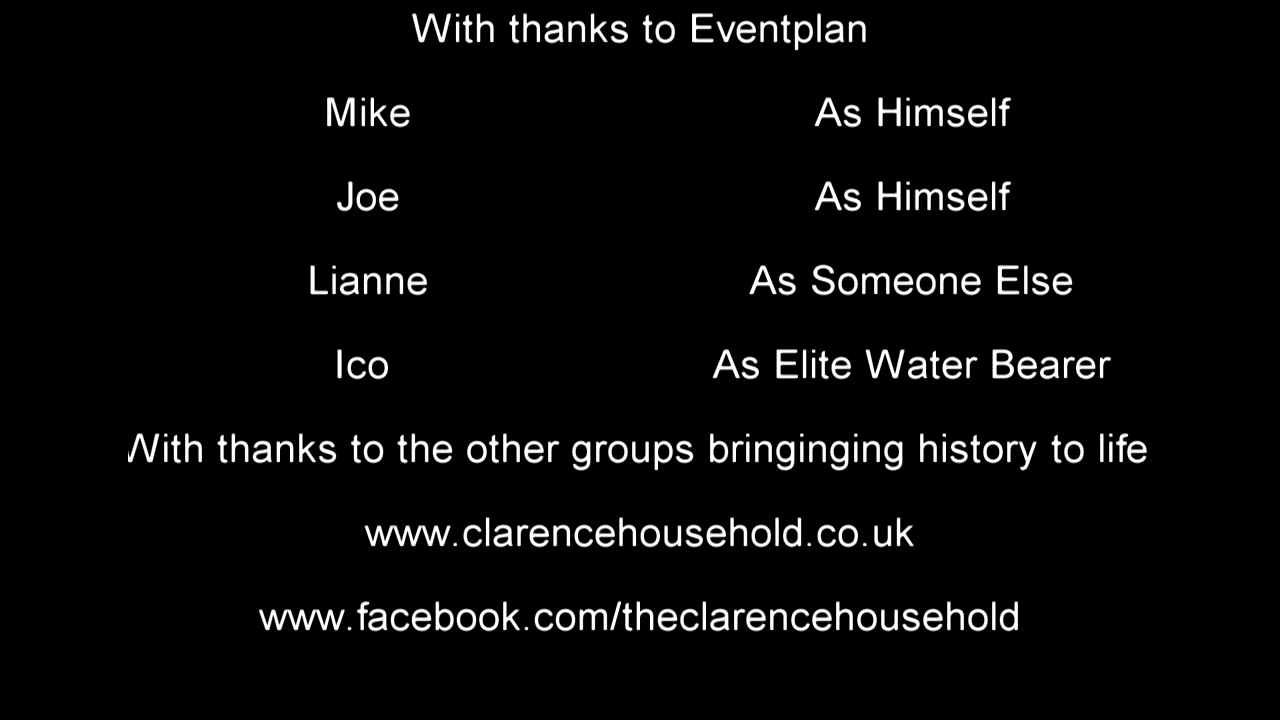 With thanks to Eventplan
Mike As Himself
Joe As Himself
Lianne As Someone Else
Ico As Elite Water Bearer
With thanks to the other groups bringinging history to life
www.clarencehousehold.co.uk
www.facebook.com/theclarencehousehold